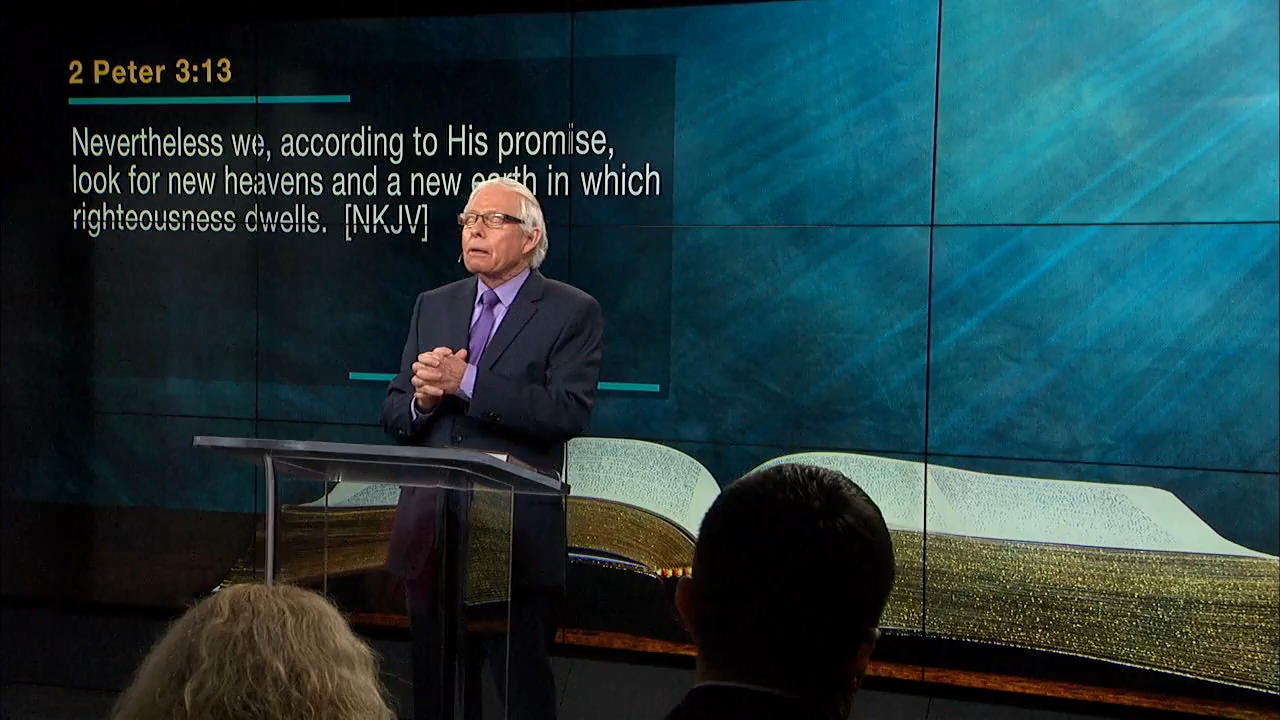 2 Peter 3:13
Nevertheless we, according to His promise,
look for new heavens and a new earth in which
righteousness dwells. [NKJV]